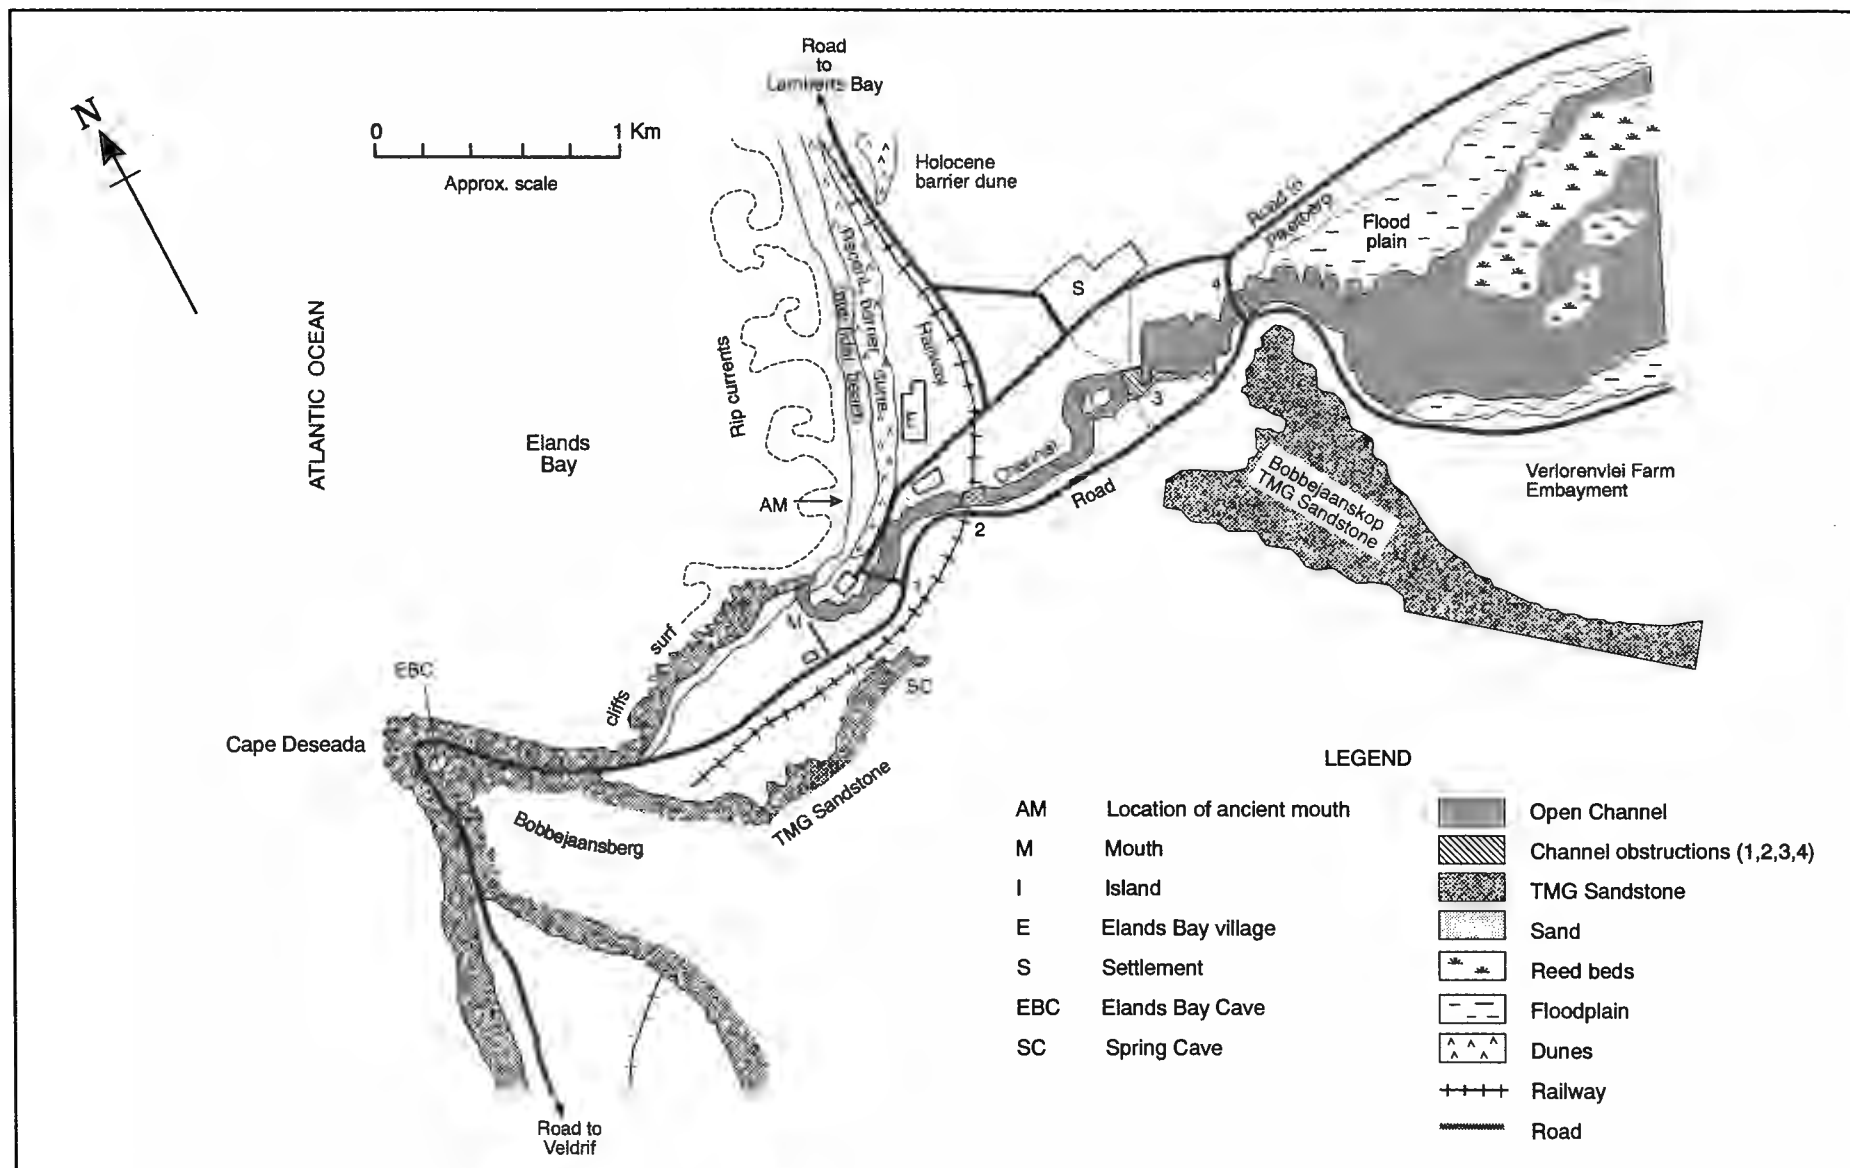 Road
to
Lamberts Bay
N
0 1 Km
Approx. scale
Holocene
barrier dune
Road to
Piketberg
Flood
plain
ATLANTIC OCEAN
Rip currents
Recent barrier dune
beach
Railway
S
4
E
3
Elands
Bay
AM
Channel
Road
2
Bobbejaanskop
TMG Sandstone
Verlorenvlei Farm
Embayment
1
M
surf
cliffs
EBC
SC
Cape Deseada
TMG Sandstone
Bobbejaansberg
Road to
Veldrif
LEGEND
AM Location of ancient mouth
M Mouth
I Island
E Elands Bay village
S Settlement
EBC Elands Bay Cave
SC Spring Cave
Open Channel
Channel obstructions (1,2,3,4)
TMG Sandstone
Sand
Reed beds
Floodplain
Dunes
Railway
Road